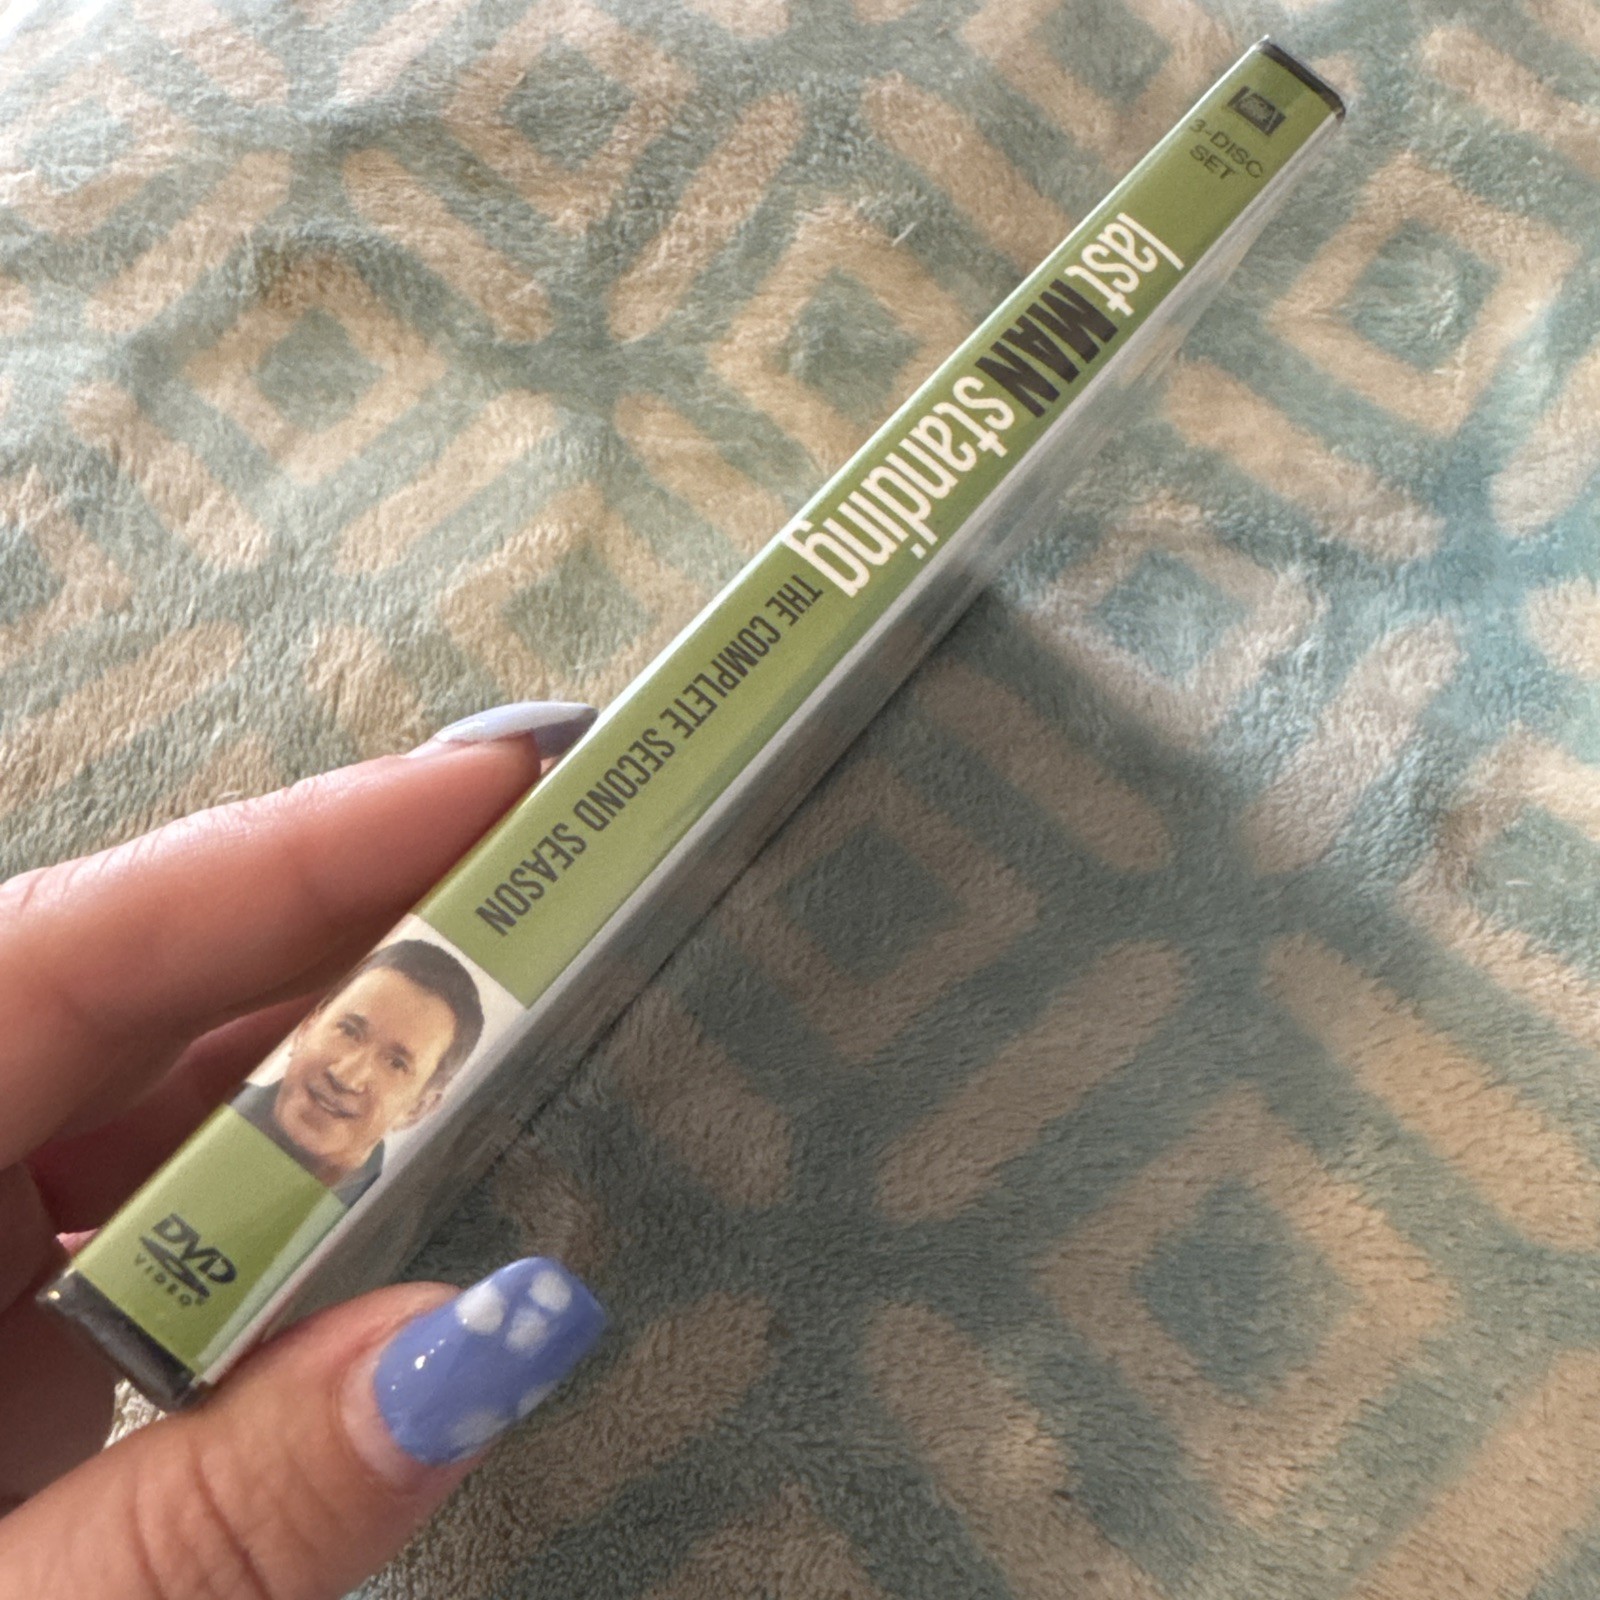 3-DISC
SET
last MAN standing
THE COMPLETE SECOND SEASON
DVD
VIDEO